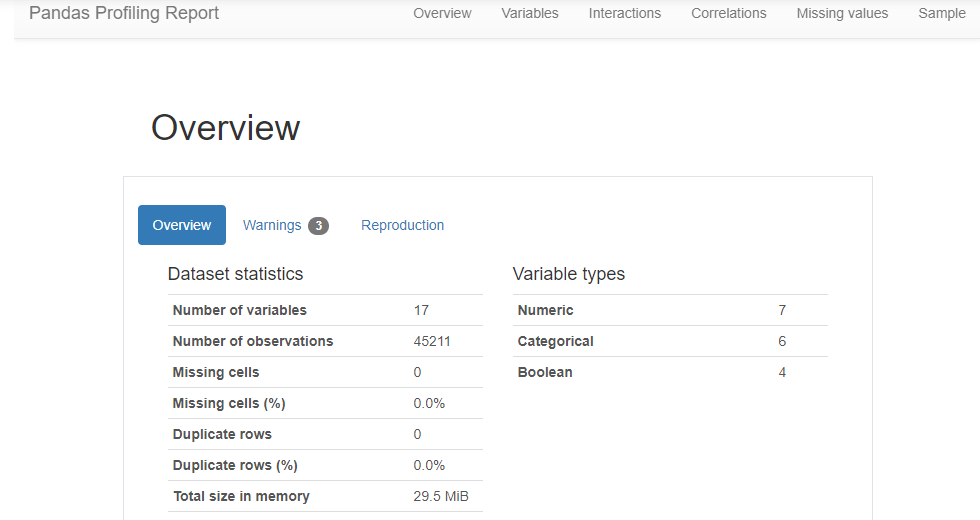 Pandas Profiling Report Overview Variables Interactions Correlations Missing values Sample
Overview
Overview Warnings 3 Reproduction
Dataset statistics
Number of variables 17
Number of observations 45211
Missing cells 0
Missing cells (%) 0.0%
Duplicate rows 0
Duplicate rows (%) 0.0%
Total size in memory 29.5 MiB
Variable types
Numeric 7
Categorical 6
Boolean 4